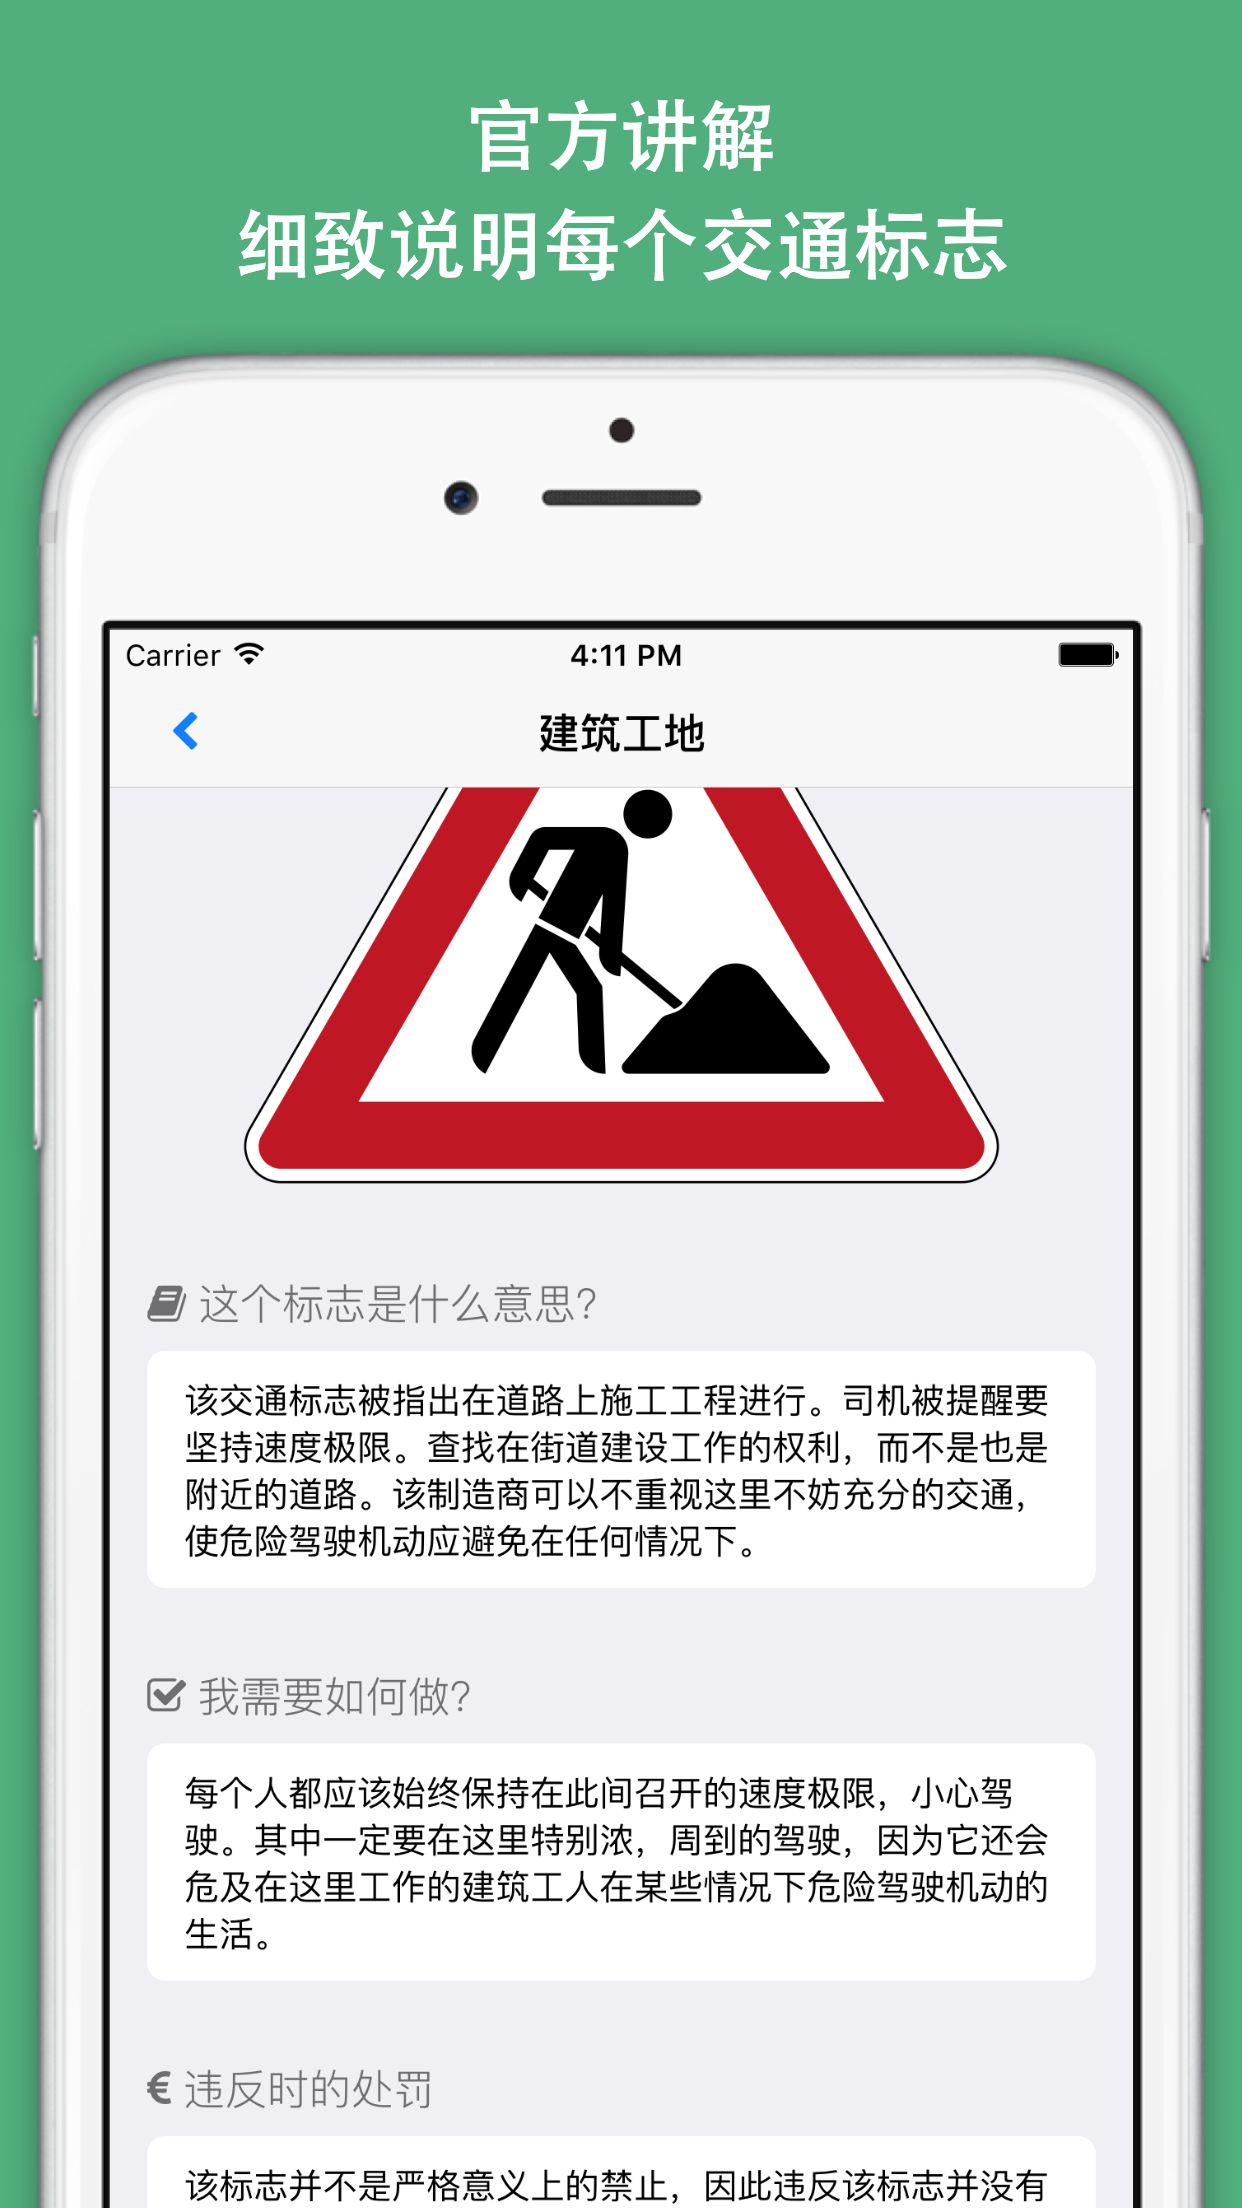 官方讲解
细致说明每个交通标志
Carrier
4:11 PM
建筑工地
这个标志是什么意思?
该交通标志被指出在道路上施工工程进行。司机被提醒要
坚持速度极限。查找在街道建设工作的权利，而不是也是
附近的道路。该制造商可以不重视这里不妨充分的交通，
使危险驾驶机动应避免在任何情况下。
我需要如何做?
每个人都应该始终保持在此间召开的速度极限，小心驾
驶。其中一定要在这里特别浓，周到的驾驶，因为它还会
危及在这里工作的建筑工人在某些情况下危险驾驶机动的
生活。
€ 违反时的处罚
该标志并不是严格意义上的禁止，因此违反该标志并没有